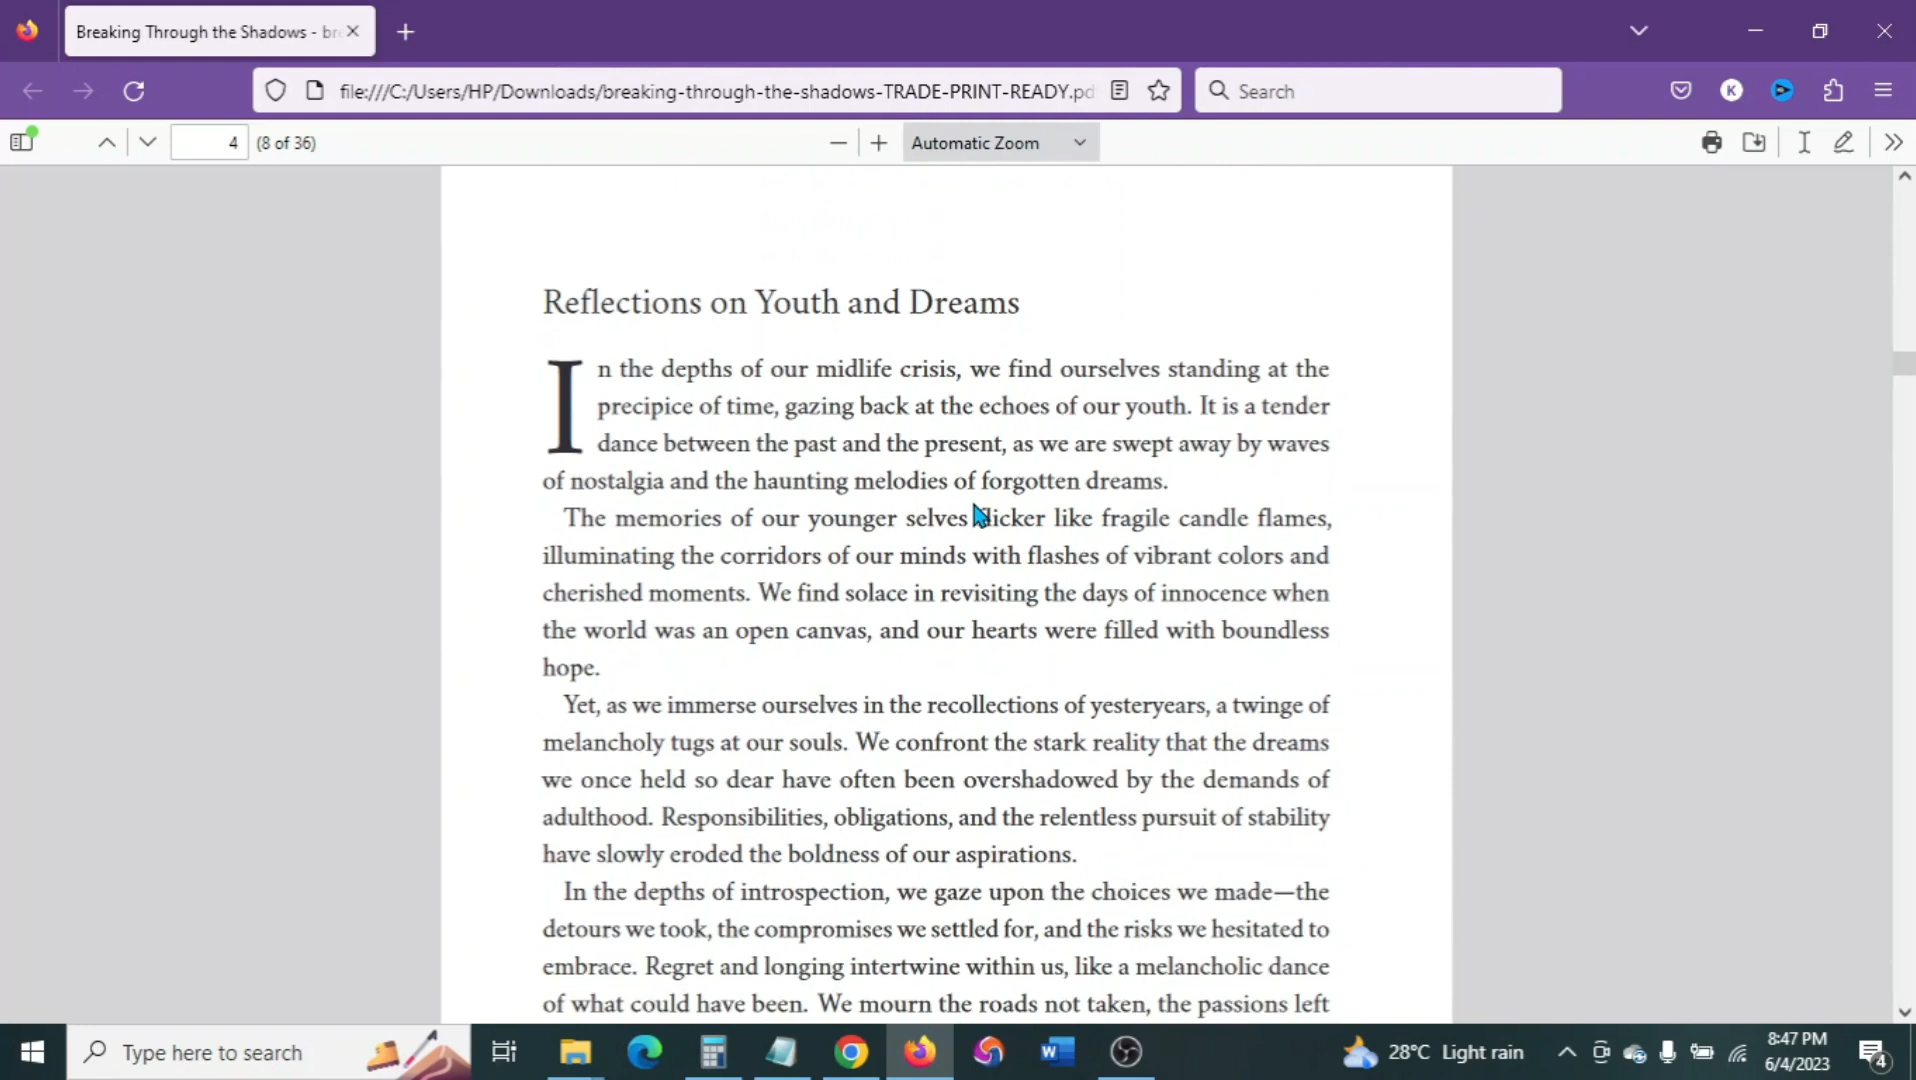 Breaking Through the Shadows - br
file:///C:/Users/HP/Downloads/breaking-through-the-shadows-TRADE-PRINT-READY.pd
Search
K
4 (8 of 36)
Automatic Zoom
Reflections on Youth and Dreams
In the depths of our midlife crisis, we find ourselves standing at the
precipice of time, gazing back at the echoes of our youth. It is a tender
dance between the past and the present, as we are swept away by waves
of nostalgia and the haunting melodies of forgotten dreams.
The memories of our younger selves flicker like fragile candle flames,
illuminating the corridors of our minds with flashes of vibrant colors and
cherished moments. We find solace in revisiting the days of innocence when
the world was an open canvas, and our hearts were filled with boundless
hope.
Yet, as we immerse ourselves in the recollections of yesteryears, a twinge of
melancholy tugs at our souls. We confront the stark reality that the dreams
we once held so dear have often been overshadowed by the demands of
adulthood. Responsibilities, obligations, and the relentless pursuit of stability
have slowly eroded the boldness of our aspirations.
In the depths of introspection, we gaze upon the choices we made—the
detours we took, the compromises we settled for, and the risks we hesitated to
embrace. Regret and longing intertwine within us, like a melancholic dance
of what could have been. We mourn the roads not taken, the passions left
Type here to search
W
28°C Light rain
8:47 PM
6/4/2023
4